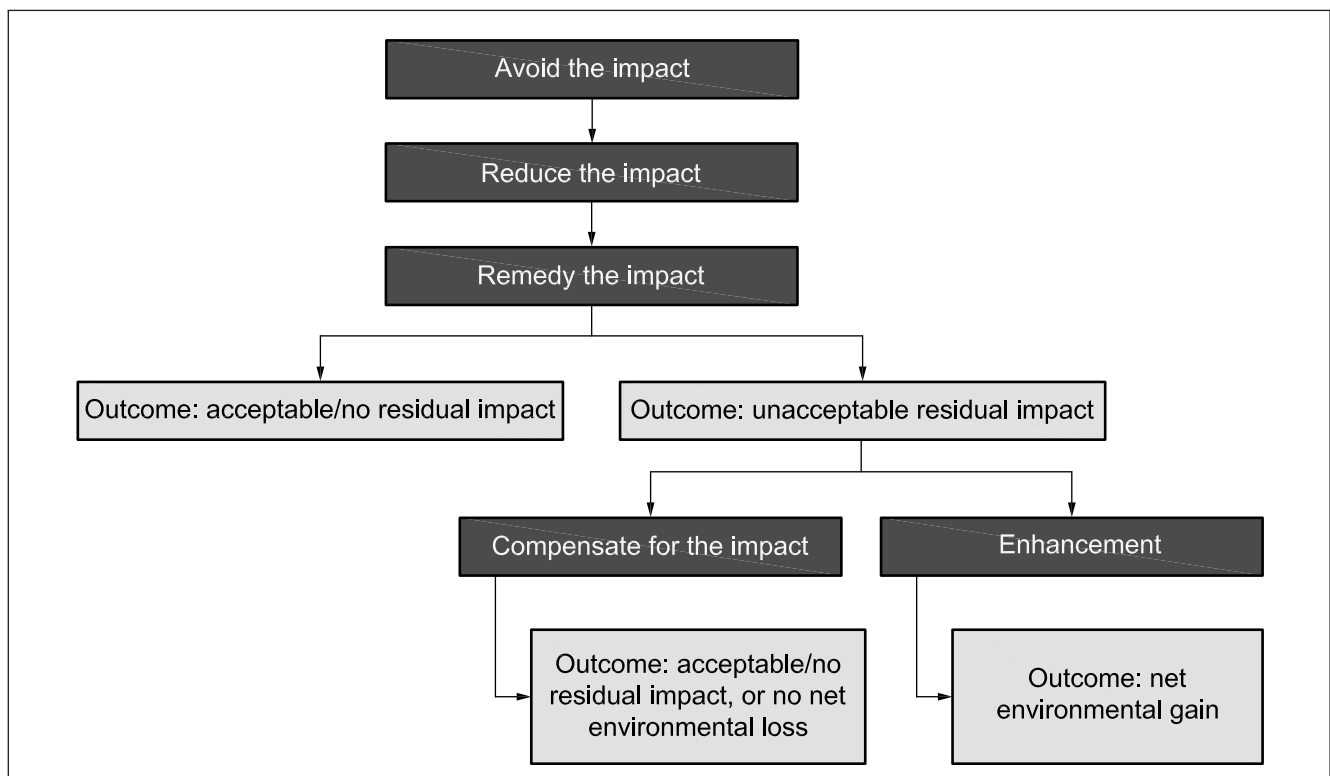 Avoid the impact
Reduce the impact
Remedy the impact
Outcome: acceptable/no residual impact
Outcome: unacceptable residual impact
Compensate for the impact
Enhancement
Outcome: acceptable/no
residual impact, or no net
environmental loss
Outcome: net
environmental gain